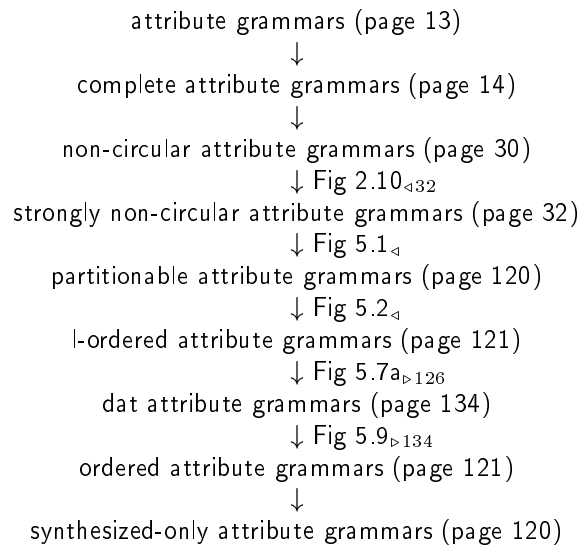 attribute grammars (page 13)
↓
complete attribute grammars (page 14)
↓
non-circular attribute grammars (page 30)
↓ Fig 2.10◃32
strongly non-circular attribute grammars (page 32)
↓ Fig 5.1◃
partitionable attribute grammars (page 120)
↓ Fig 5.2◃
l-ordered attribute grammars (page 121)
↓ Fig 5.7a▹126
dat attribute grammars (page 134)
↓ Fig 5.9▹134
ordered attribute grammars (page 121)
↓
synthesized-only attribute grammars (page 120)